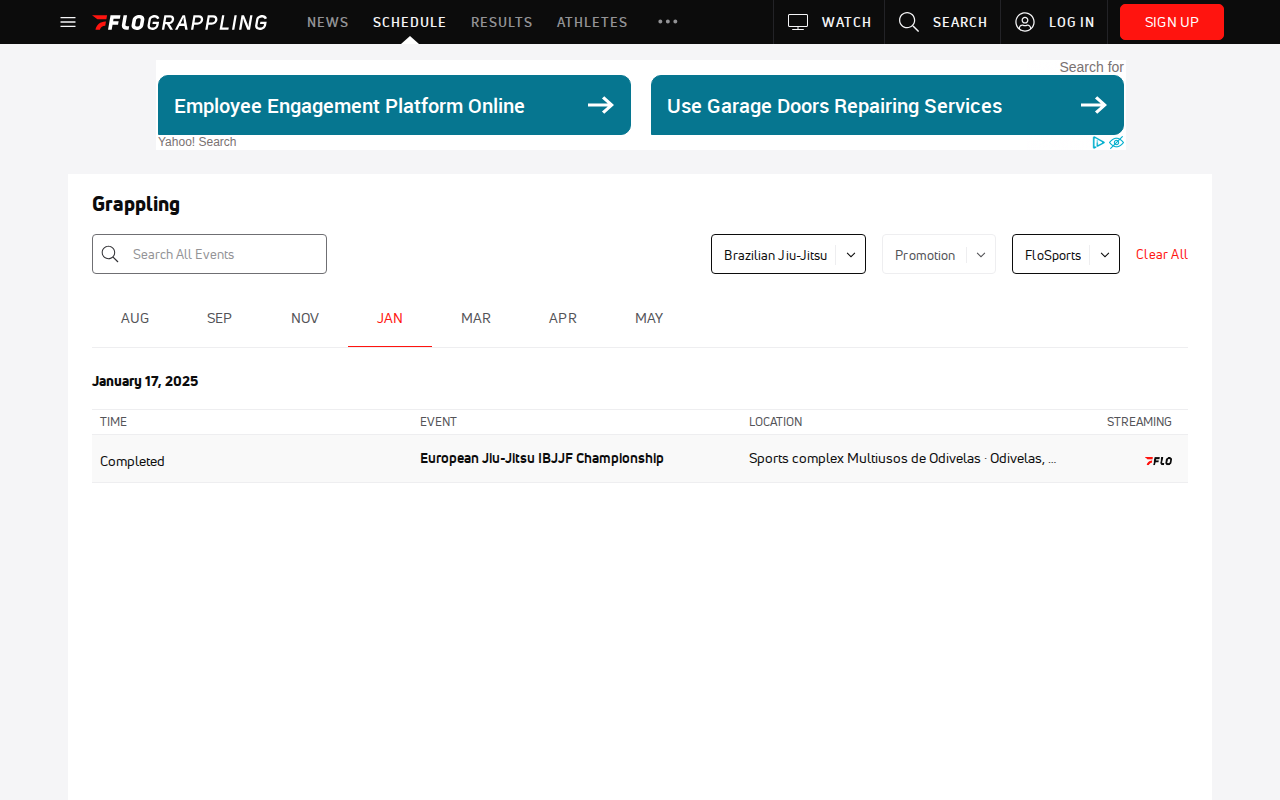 FLOGRAPPLING NEWS SCHEDULE RESULTS ATHLETES WATCH SEARCH LOG IN SIGN UP
Search for
Employee Engagement Platform Online
Use Garage Doors Repairing Services
Yahoo! Search
Grappling
Search All Events
Brazilian Jiu-Jitsu
Promotion
FloSports
Clear All
AUG SEP NOV JAN MAR APR MAY
January 17, 2025
TIME EVENT LOCATION STREAMING
Completed European Jiu-Jitsu IBJJF Championship Sports complex Multiusos de Odivelas · Odivelas, ... FLO